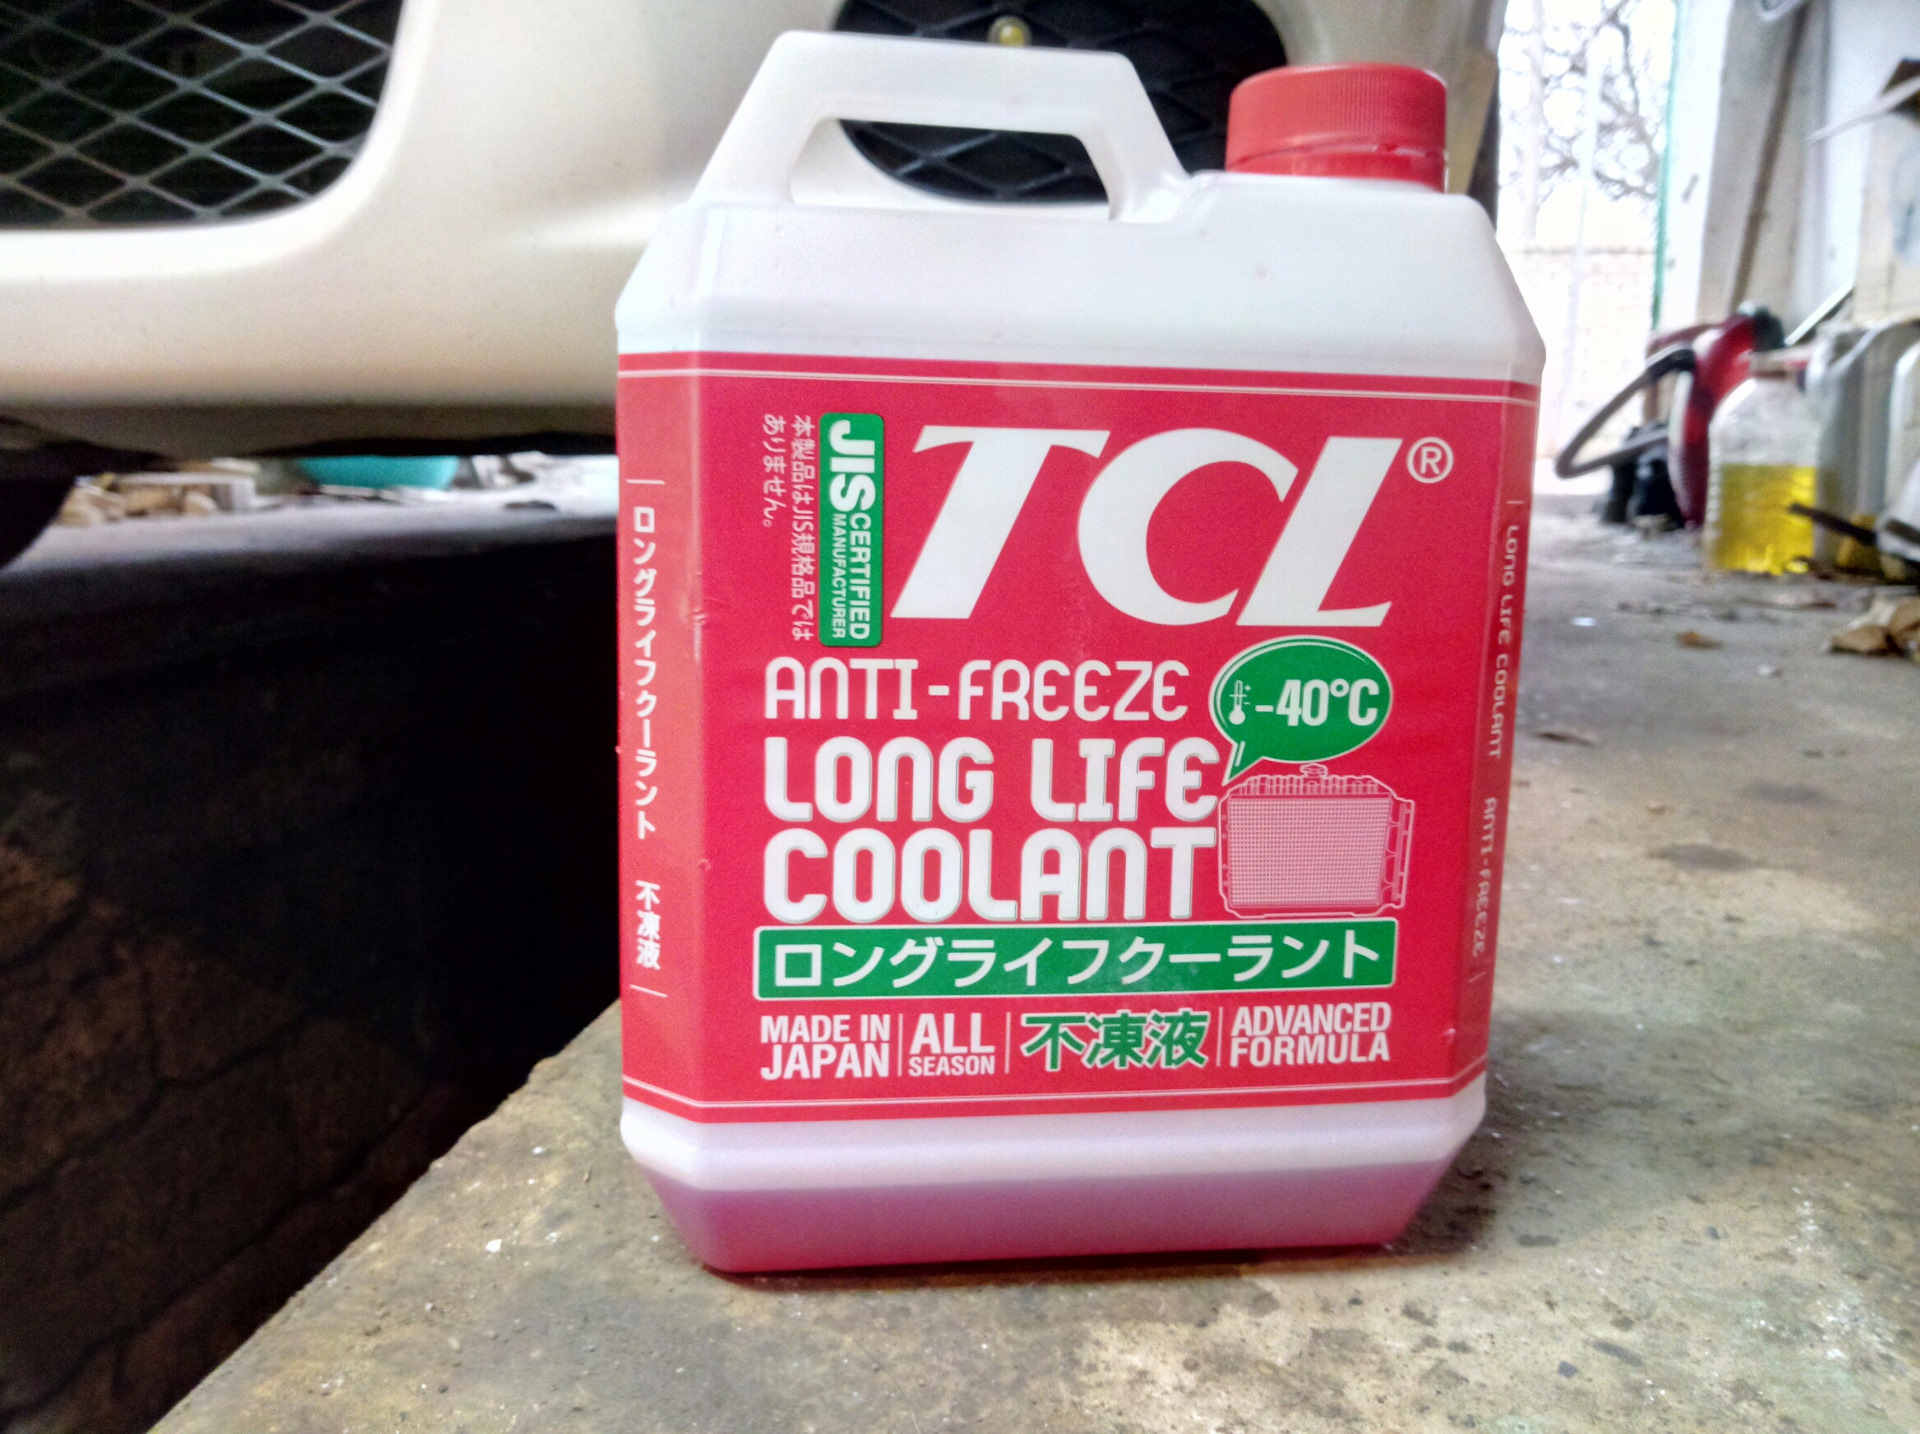 TCL®
JIS CERTIFIED
MANUFACTURER
本製品はJIS規格品では
ありません。
ANTI-FREEZE
-40°C
LONG LIFE
COOLANT
ロングライフクーラント
MADE IN
JAPAN
ALL
SEASON
不凍液
ADVANCED
FORMULA
ロングライフクーラント 不凍液
LONG LIFE COOLANT ANTI-FREEZE